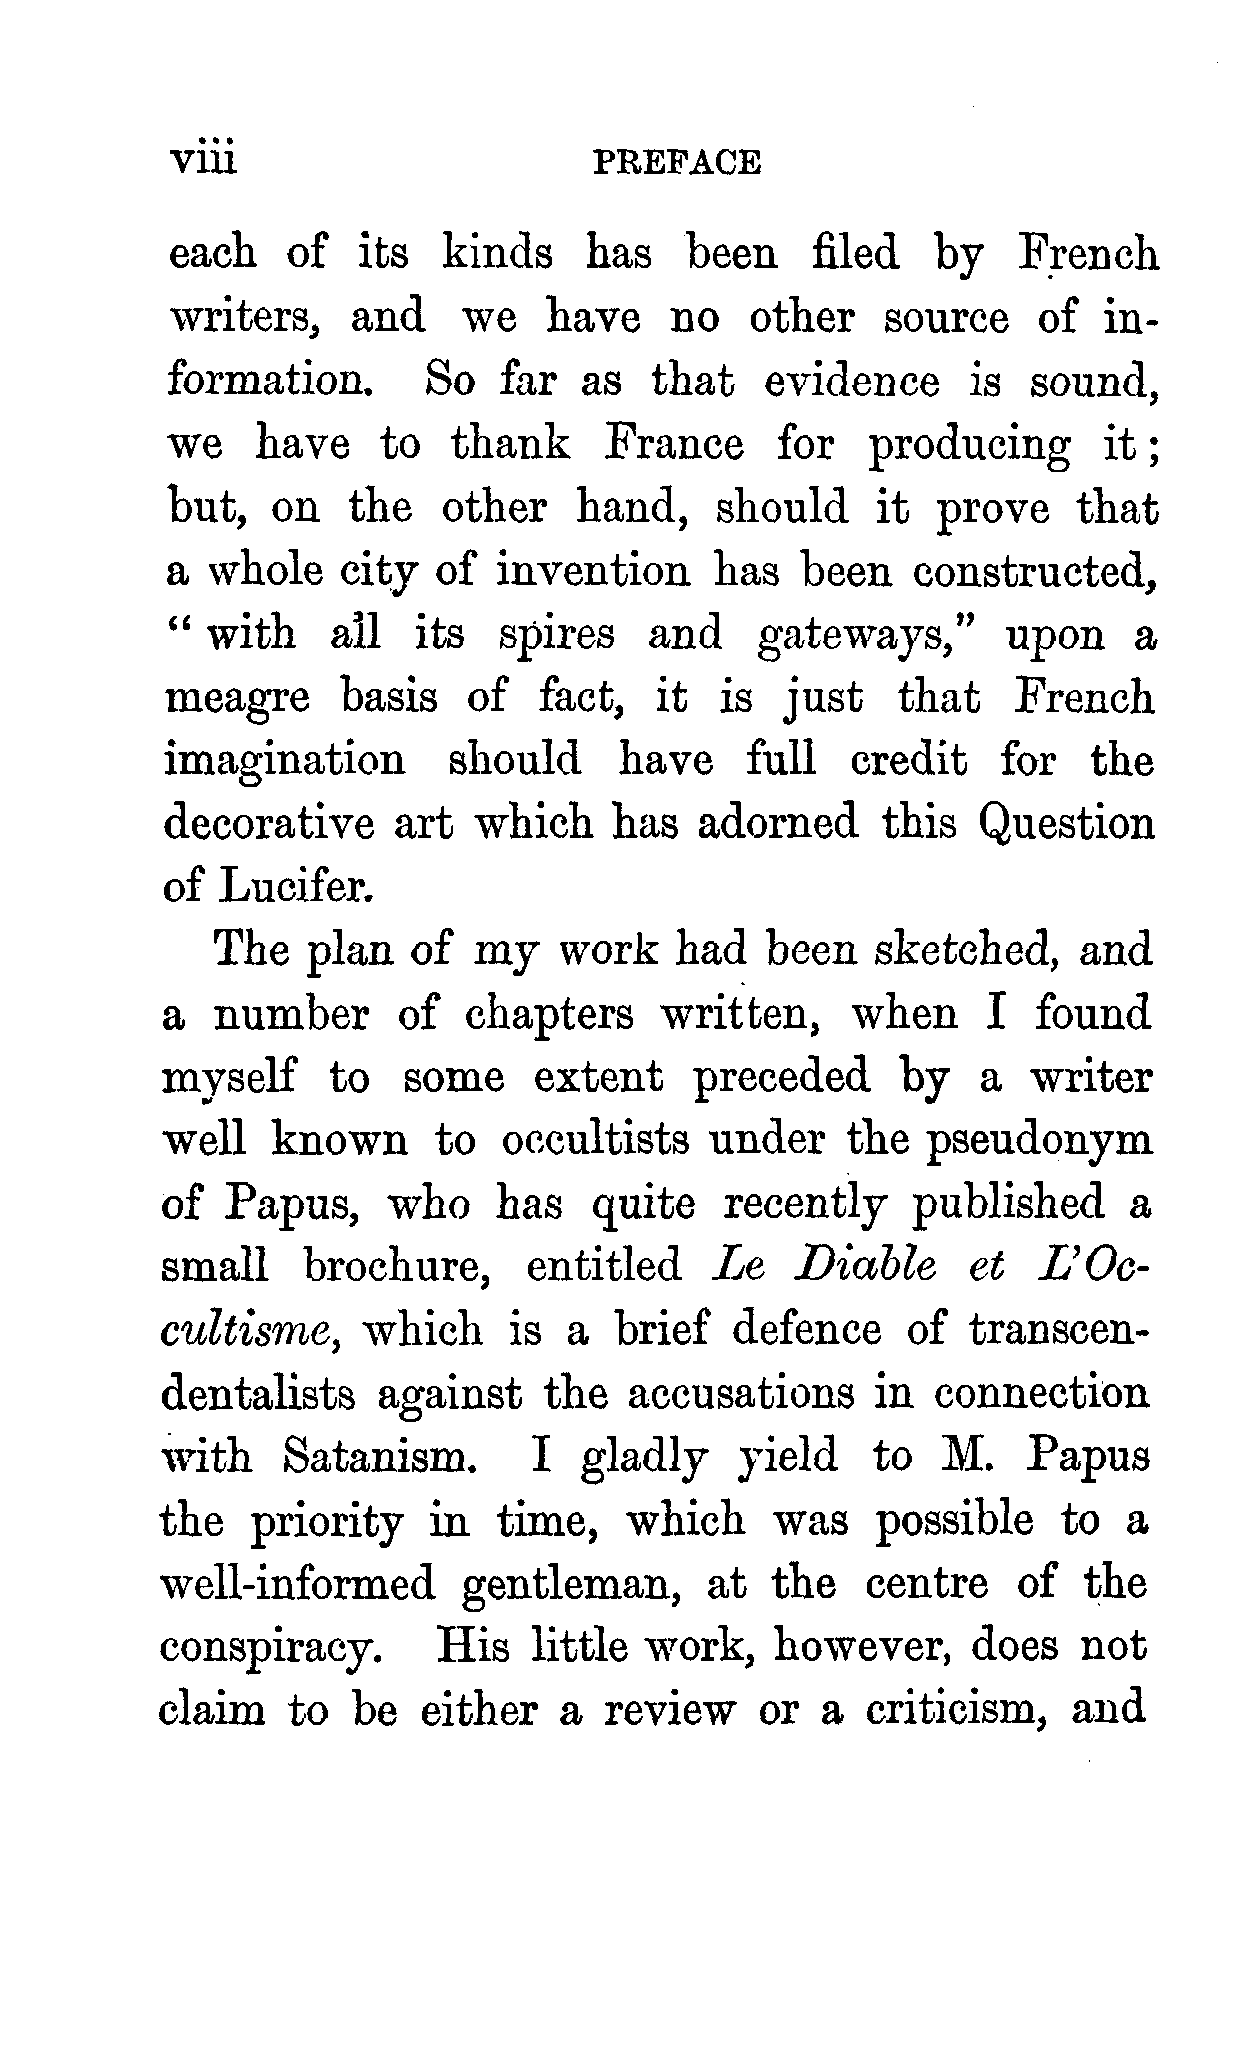 viii PREFACE
each of its kinds has been filed by French
writers, and we have no other source of in-
formation. So far as that evidence is sound,
we have to thank France for producing it ;
but, on the other hand, should it prove that
a whole city of invention has been constructed,
“ with all its spires and gateways,” upon a
meagre basis of fact, it is just that French
imagination should have full credit for the
decorative art which has adorned this Question
of Lucifer.
The plan of my work had been sketched, and
a number of chapters written, when I found
myself to some extent preceded by a writer
well known to occultists under the pseudonym
of Papus, who has quite recently published a
small brochure, entitled Le Diable et L’Oc-
cultisme, which is a brief defence of transcen-
dentalists against the accusations in connection
with Satanism. I gladly yield to M. Papus
the priority in time, which was possible to a
well-informed gentleman, at the centre of the
conspiracy. His little work, however, does not
claim to be either a review or a criticism, and